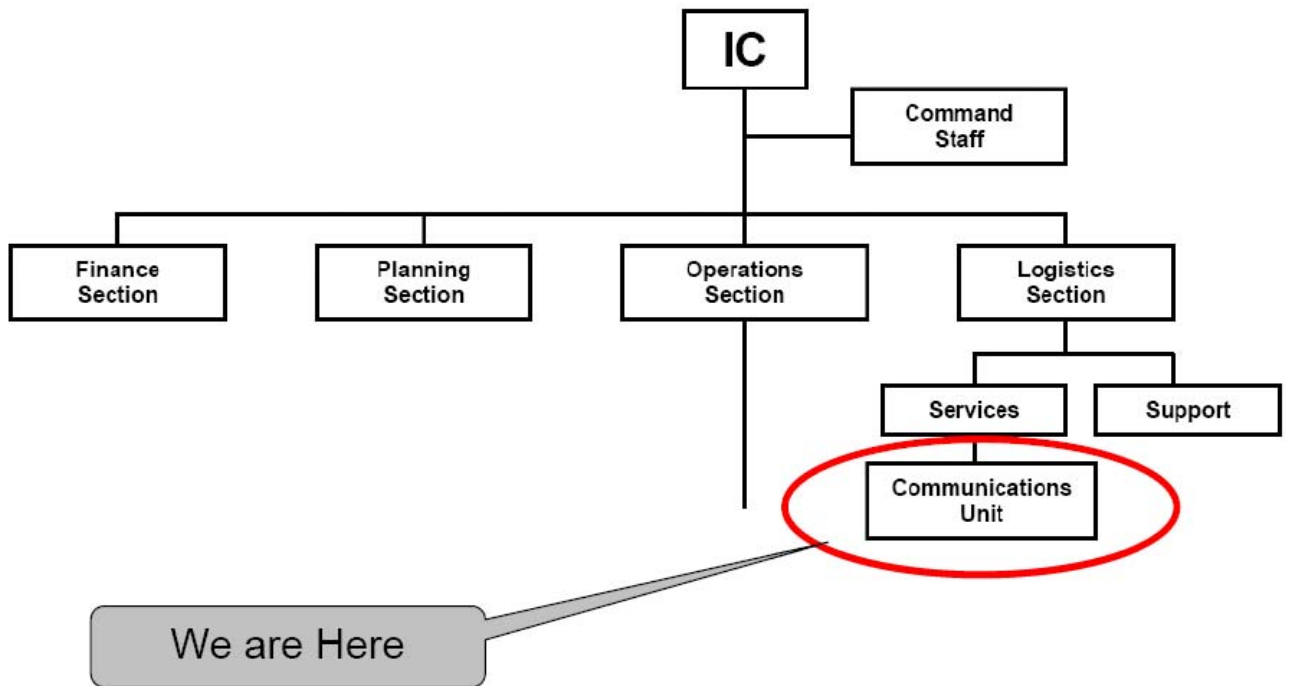 IC
Command
Staff
Finance
Section
Planning
Section
Operations
Section
Logistics
Section
Services
Support
Communications
Unit
We are Here